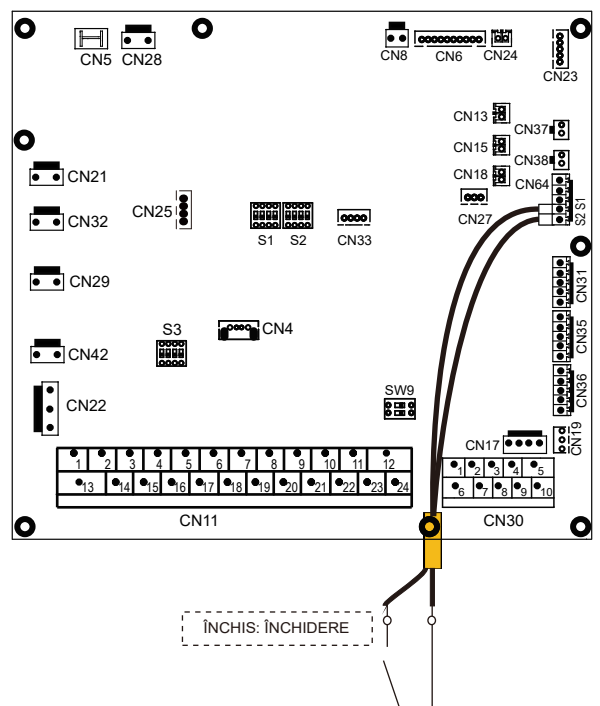 CN5
CN28
CN8
CN6
CN24
CN23
CN13
CN37
CN15
CN38
CN18
CN64
CN21
CN25
CN27
S2 S1
CN32
S1
S2
CN33
CN31
CN29
S3
CN4
CN35
CN42
CN36
CN22
SW9
CN17
CN19
1 2 3 4 5 6 7 8 9 10 11 12
13 14 15 16 17 18 19 20 21 22 23 24
1 2 3 4 5
6 7 8 9 10
CN11
CN30
ÎNCHIS: ÎNCHIDERE